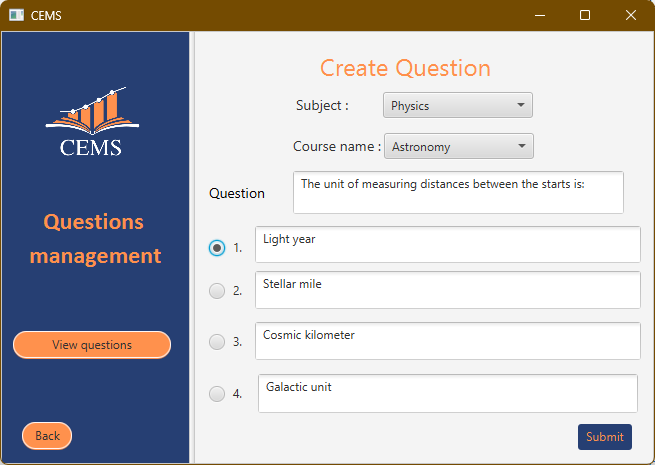 CEMS
CEMS
Questions
management
View questions
Back
Create Question
Subject : Physics
Course name : Astronomy
Question The unit of measuring distances between the starts is:
1. Light year
2. Stellar mile
3. Cosmic kilometer
4. Galactic unit
Submit